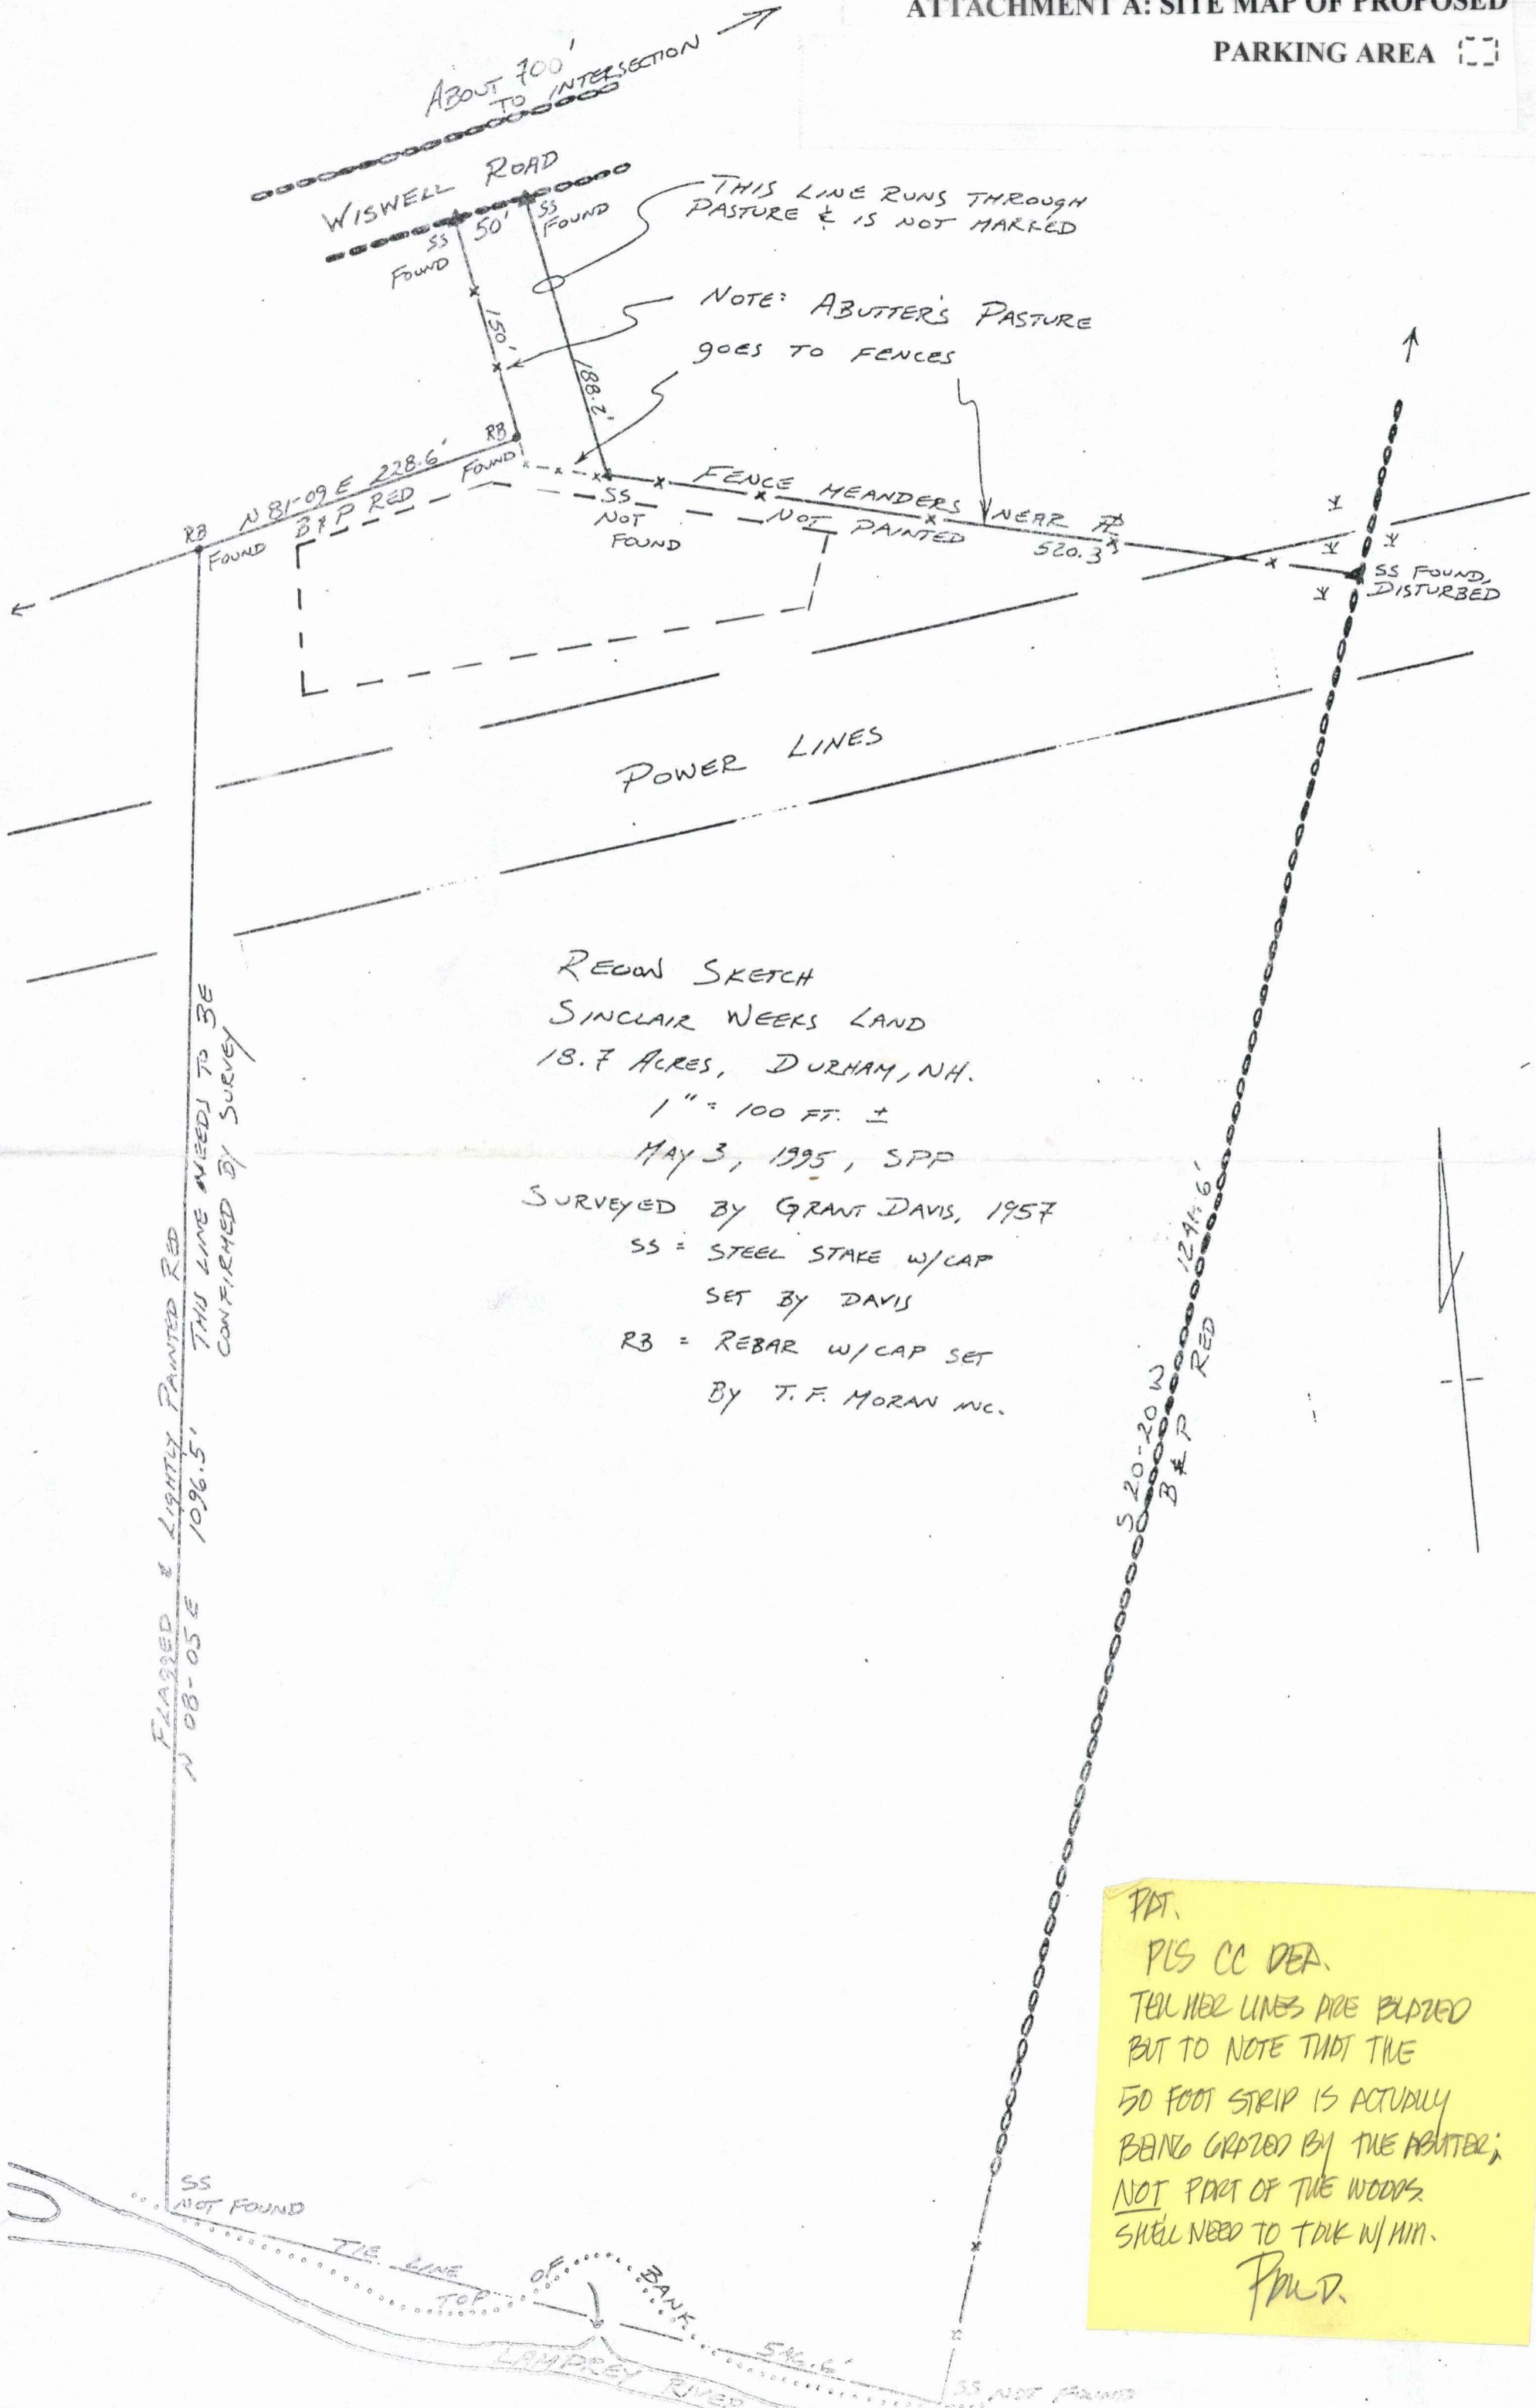 ATTACHMENT A: SITE MAP OF PROPOSED
PARKING AREA
ABOUT 700'
TO INTERSECTION
WISWELL ROAD
SS
FOUND
50'
SS
FOUND
THIS LINE RUNS THROUGH
PASTURE & IS NOT MARKED
NOTE: ABUTTER'S PASTURE
GOES TO FENCES
150'
188.2'
RB
FOUND
N 81-09 E 228.6'
B & P RED
RB
FOUND
SS
NOT
FOUND
FENCE MEANDERS NEAR
NOT PAINTED
520.3'
SS FOUND,
DISTURBED
POWER LINES
RECON SKETCH
SINCLAIR WEEKS LAND
18.7 ACRES, DURHAM, NH.
1" = 100 FT. ±
MAY 3, 1995, SPP
SURVEYED BY GRANT DAVIS, 1957
SS = STEEL STAKE W/CAP
SET BY DAVIS
RB = REBAR W/CAP SET
BY T.F. MORAN INC.
THIS LINE NEEDS TO BE
CONFIRMED BY SURVEY
FLAGGED & LIGHTLY PAINTED RED
N 08-05 E 1096.5'
S 20-20 W
B & P RED
PAT.
PLS CC DEA.
TELL HER LINES ARE BLAZED
BUT TO NOTE THAT THE
50 FOOT STRIP IS ACTUALLY
BEING GRAZED BY THE ABUTTER;
NOT PART OF THE WOODS.
SHE'LL NEED TO TALK W/ HIM.
Paul D.
SS
NOT FOUND
TIE LINE
TOP OF BANK
546.6'
LAMPREY RIVER
SS NOT FOUND